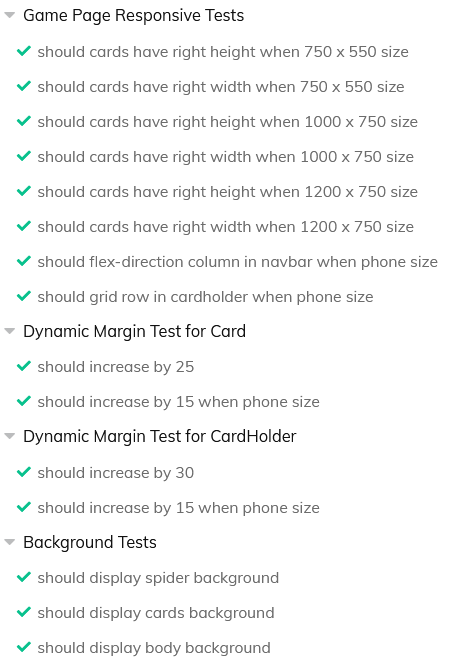 Game Page Responsive Tests
should cards have right height when 750 x 550 size
should cards have right width when 750 x 550 size
should cards have right height when 1000 x 750 size
should cards have right width when 1000 x 750 size
should cards have right height when 1200 x 750 size
should cards have right width when 1200 x 750 size
should flex-direction column in navbar when phone size
should grid row in cardholder when phone size
Dynamic Margin Test for Card
should increase by 25
should increase by 15 when phone size
Dynamic Margin Test for CardHolder
should increase by 30
should increase by 15 when phone size
Background Tests
should display spider background
should display cards background
should display body background